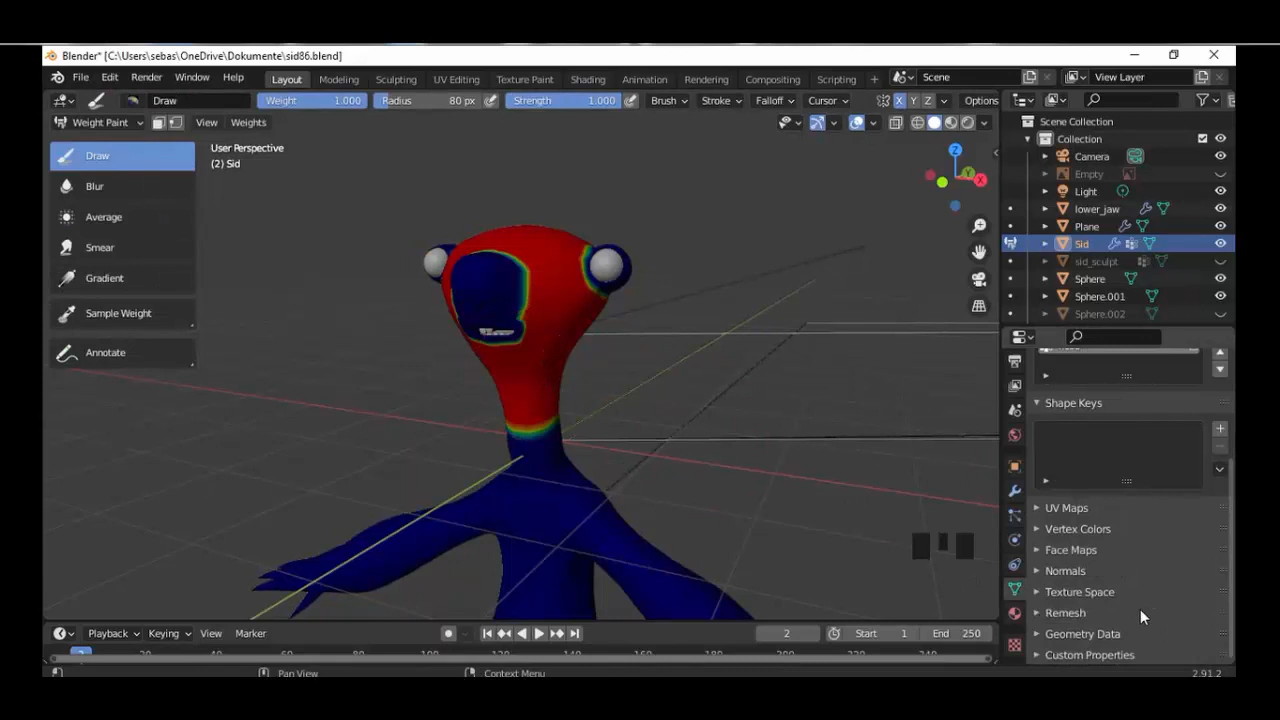 Blender* [C:\Users\sebas\OneDrive\Dokumente\sid86.blend]
File Edit Render Window Help Layout Modeling Sculpting UV Editing Texture Paint Shading Animation Rendering Compositing Scripting + Scene View Layer
Draw Weight 1.000 Radius 80 px Strength 1.000 Brush Stroke Falloff Cursor X Y Z Options
Weight Paint View Weights
Draw
Blur
Average
Smear
Gradient
Sample Weight
Annotate
User Perspective
(2) Sid
Z
Y
X
Scene Collection
Collection
Camera
Empty
Light
lower_jaw
Plane
Sid
sid_sculpt
Sphere
Sphere.001
Sphere.002
Shape Keys
UV Maps
Vertex Colors
Face Maps
Normals
Texture Space
Remesh
Geometry Data
Custom Properties
Playback Keying View Marker 2 Start 1 End 250
2
Pan View Context Menu 2.91.2